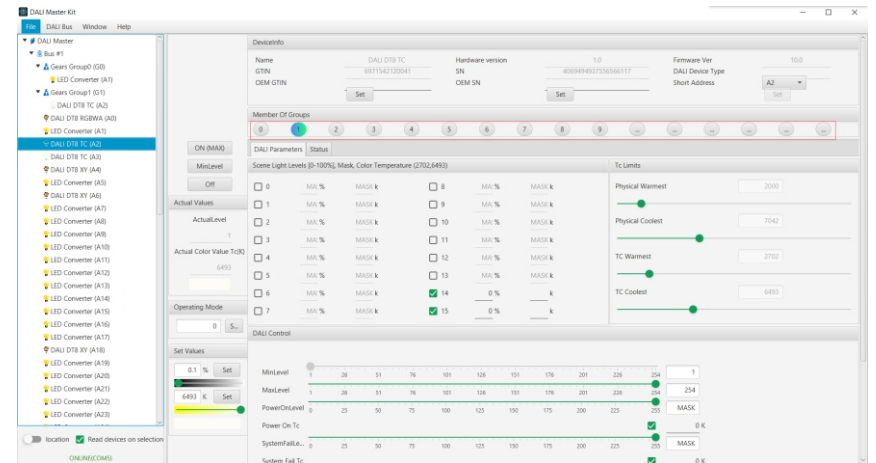 DALI Master Kit
File DALI Bus Window Help
DALI Master
Bus #1
Gears Group0 (G0)
LED Converter (A1)
Gears Group1 (G1)
DALI DT8 TC (A2)
DALI DT8 RGBWA (A0)
LED Converter (A1)
DALI DT8 TC (A2)
DALI DT8 TC (A3)
DALI DT8 XY (A4)
LED Converter (A5)
DALI DT8 XY (A6)
LED Converter (A7)
LED Converter (A8)
LED Converter (A9)
LED Converter (A10)
LED Converter (A11)
LED Converter (A12)
LED Converter (A13)
LED Converter (A14)
LED Converter (A15)
LED Converter (A16)
LED Converter (A17)
DALI DT8 XY (A18)
LED Converter (A19)
LED Converter (A20)
LED Converter (A21)
LED Converter (A22)
LED Converter (A23)
location Read devices on selection
ONLINE(COM5)
ON (MAX)
MinLevel
Off
Actual Values
ActualLevel
1
Actual Color Value Tc[K]
6493
Operating Mode
0 S...
Set Values
0.1 % Set
6493 K Set
DeviceInfo
Name DALI DT8 TC Hardware version 1.0 Firmware Ver 10.0
GTIN 6971542120041 SN DALI Device Type
OEM GTIN OEM SN Short Address A2
Set Set Set
Member Of Groups
0 1 2 3 4 5 6 7 8 9 ... ... ... ... ... ...
DALI Parameters Status
Scene Light Levels [0-100%], Mask, Color Temperature (2702,6493)
0 MA: % MASK k 8 MA: % MASK k
1 MA: % MASK k 9 MA: % MASK k
2 MA: % MASK k 10 MA: % MASK k
3 MA: % MASK k 11 MA: % MASK k
4 MA: % MASK k 12 MA: % MASK k
5 MA: % MASK k 13 MA: % MASK k
6 MA: % MASK k 14 0 % k
7 MA: % MASK k 15 0 % k
Tc Limits
Physical Warmest 2000
Physical Coolest 7042
TC Warmest 2702
TC Coolest 6493
DALI Control
MinLevel 1 26 51 76 101 126 151 176 201 226 254 1
MaxLevel 1 26 51 76 101 126 151 176 201 226 254 254
PowerOnLevel 0 25 50 75 100 125 150 175 200 225 255 MASK
Power On Tc 0 K
SystemFailLe... 0 25 50 75 100 125 150 175 200 225 255 MASK
System Fail Tc 0 K